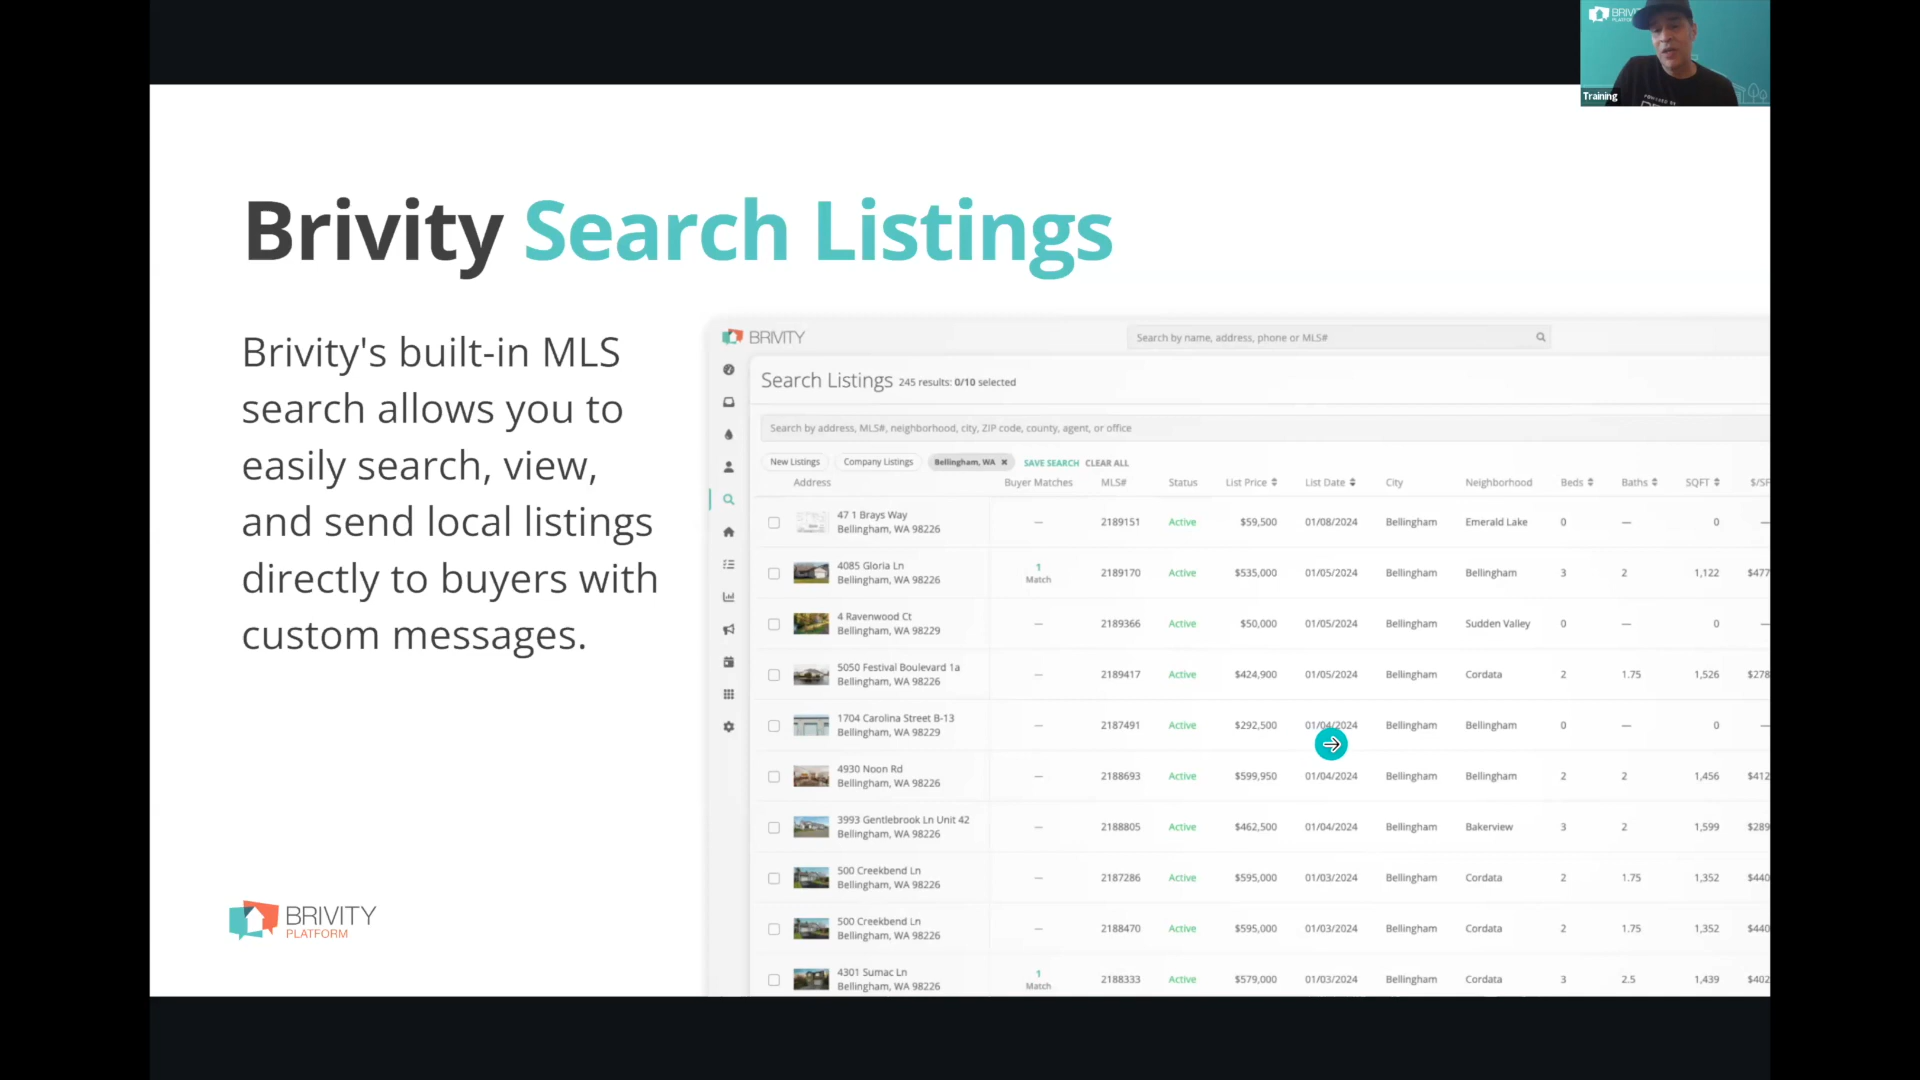 BRIVITY
Training
Brivity Search Listings
Brivity's built-in MLS
search allows you to
easily search, view,
and send local listings
directly to buyers with
custom messages.
BRIVITY
PLATFORM
BRIVITY
Search by name, address, phone or MLS#
Search Listings 245 results: 0/10 selected
Search by address, MLS#, neighborhood, city, ZIP code, county, agent, or office
New Listings Company Listings Bellingham, WA × SAVE SEARCH CLEAR ALL
Address Buyer Matches MLS# Status List Price List Date City Neighborhood Beds Baths SQFT $/SF
47 1 Brays Way
Bellingham, WA 98226
— 2189151 Active $59,500 01/08/2024 Bellingham Emerald Lake 0 — 0 —
4085 Gloria Ln
Bellingham, WA 98226
1
Match
2189170 Active $535,000 01/05/2024 Bellingham Bellingham 3 2 1,122 $477
4 Ravenwood Ct
Bellingham, WA 98229
— 2189366 Active $50,000 01/05/2024 Bellingham Sudden Valley 0 — 0 —
5050 Festival Boulevard 1a
Bellingham, WA 98226
— 2189417 Active $424,900 01/05/2024 Bellingham Cordata 2 1.75 1,526 $278
1704 Carolina Street B-13
Bellingham, WA 98229
— 2187491 Active $292,500 01/04/2024 Bellingham Bellingham 0 — 0 —
4930 Noon Rd
Bellingham, WA 98226
— 2188693 Active $599,950 01/04/2024 Bellingham Bellingham 2 2 1,456 $412
3993 Gentlebrook Ln Unit 42
Bellingham, WA 98226
— 2188805 Active $462,500 01/04/2024 Bellingham Bakerview 3 2 1,599 $289
500 Creekbend Ln
Bellingham, WA 98226
— 2187286 Active $595,000 01/03/2024 Bellingham Cordata 2 1.75 1,352 $440
500 Creekbend Ln
Bellingham, WA 98226
— 2188470 Active $595,000 01/03/2024 Bellingham Cordata 2 1.75 1,352 $440
4301 Sumac Ln
Bellingham, WA 98226
1
Match
2188333 Active $579,000 01/03/2024 Bellingham Cordata 3 2.5 1,439 $402